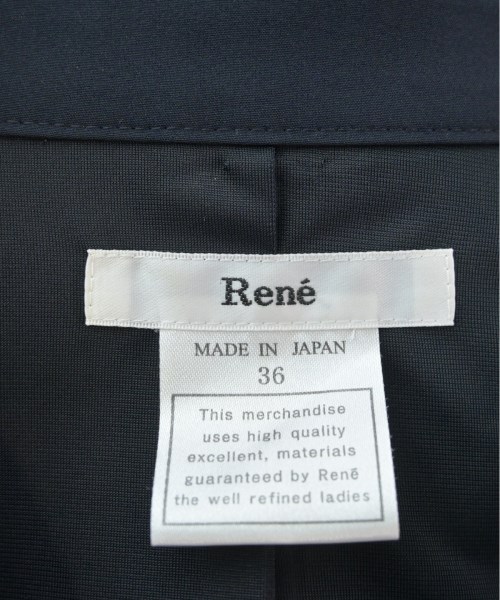 René
MADE IN JAPAN
36
This merchandise
uses high quality
excellent, materials
guaranteed by René
the well refined ladies